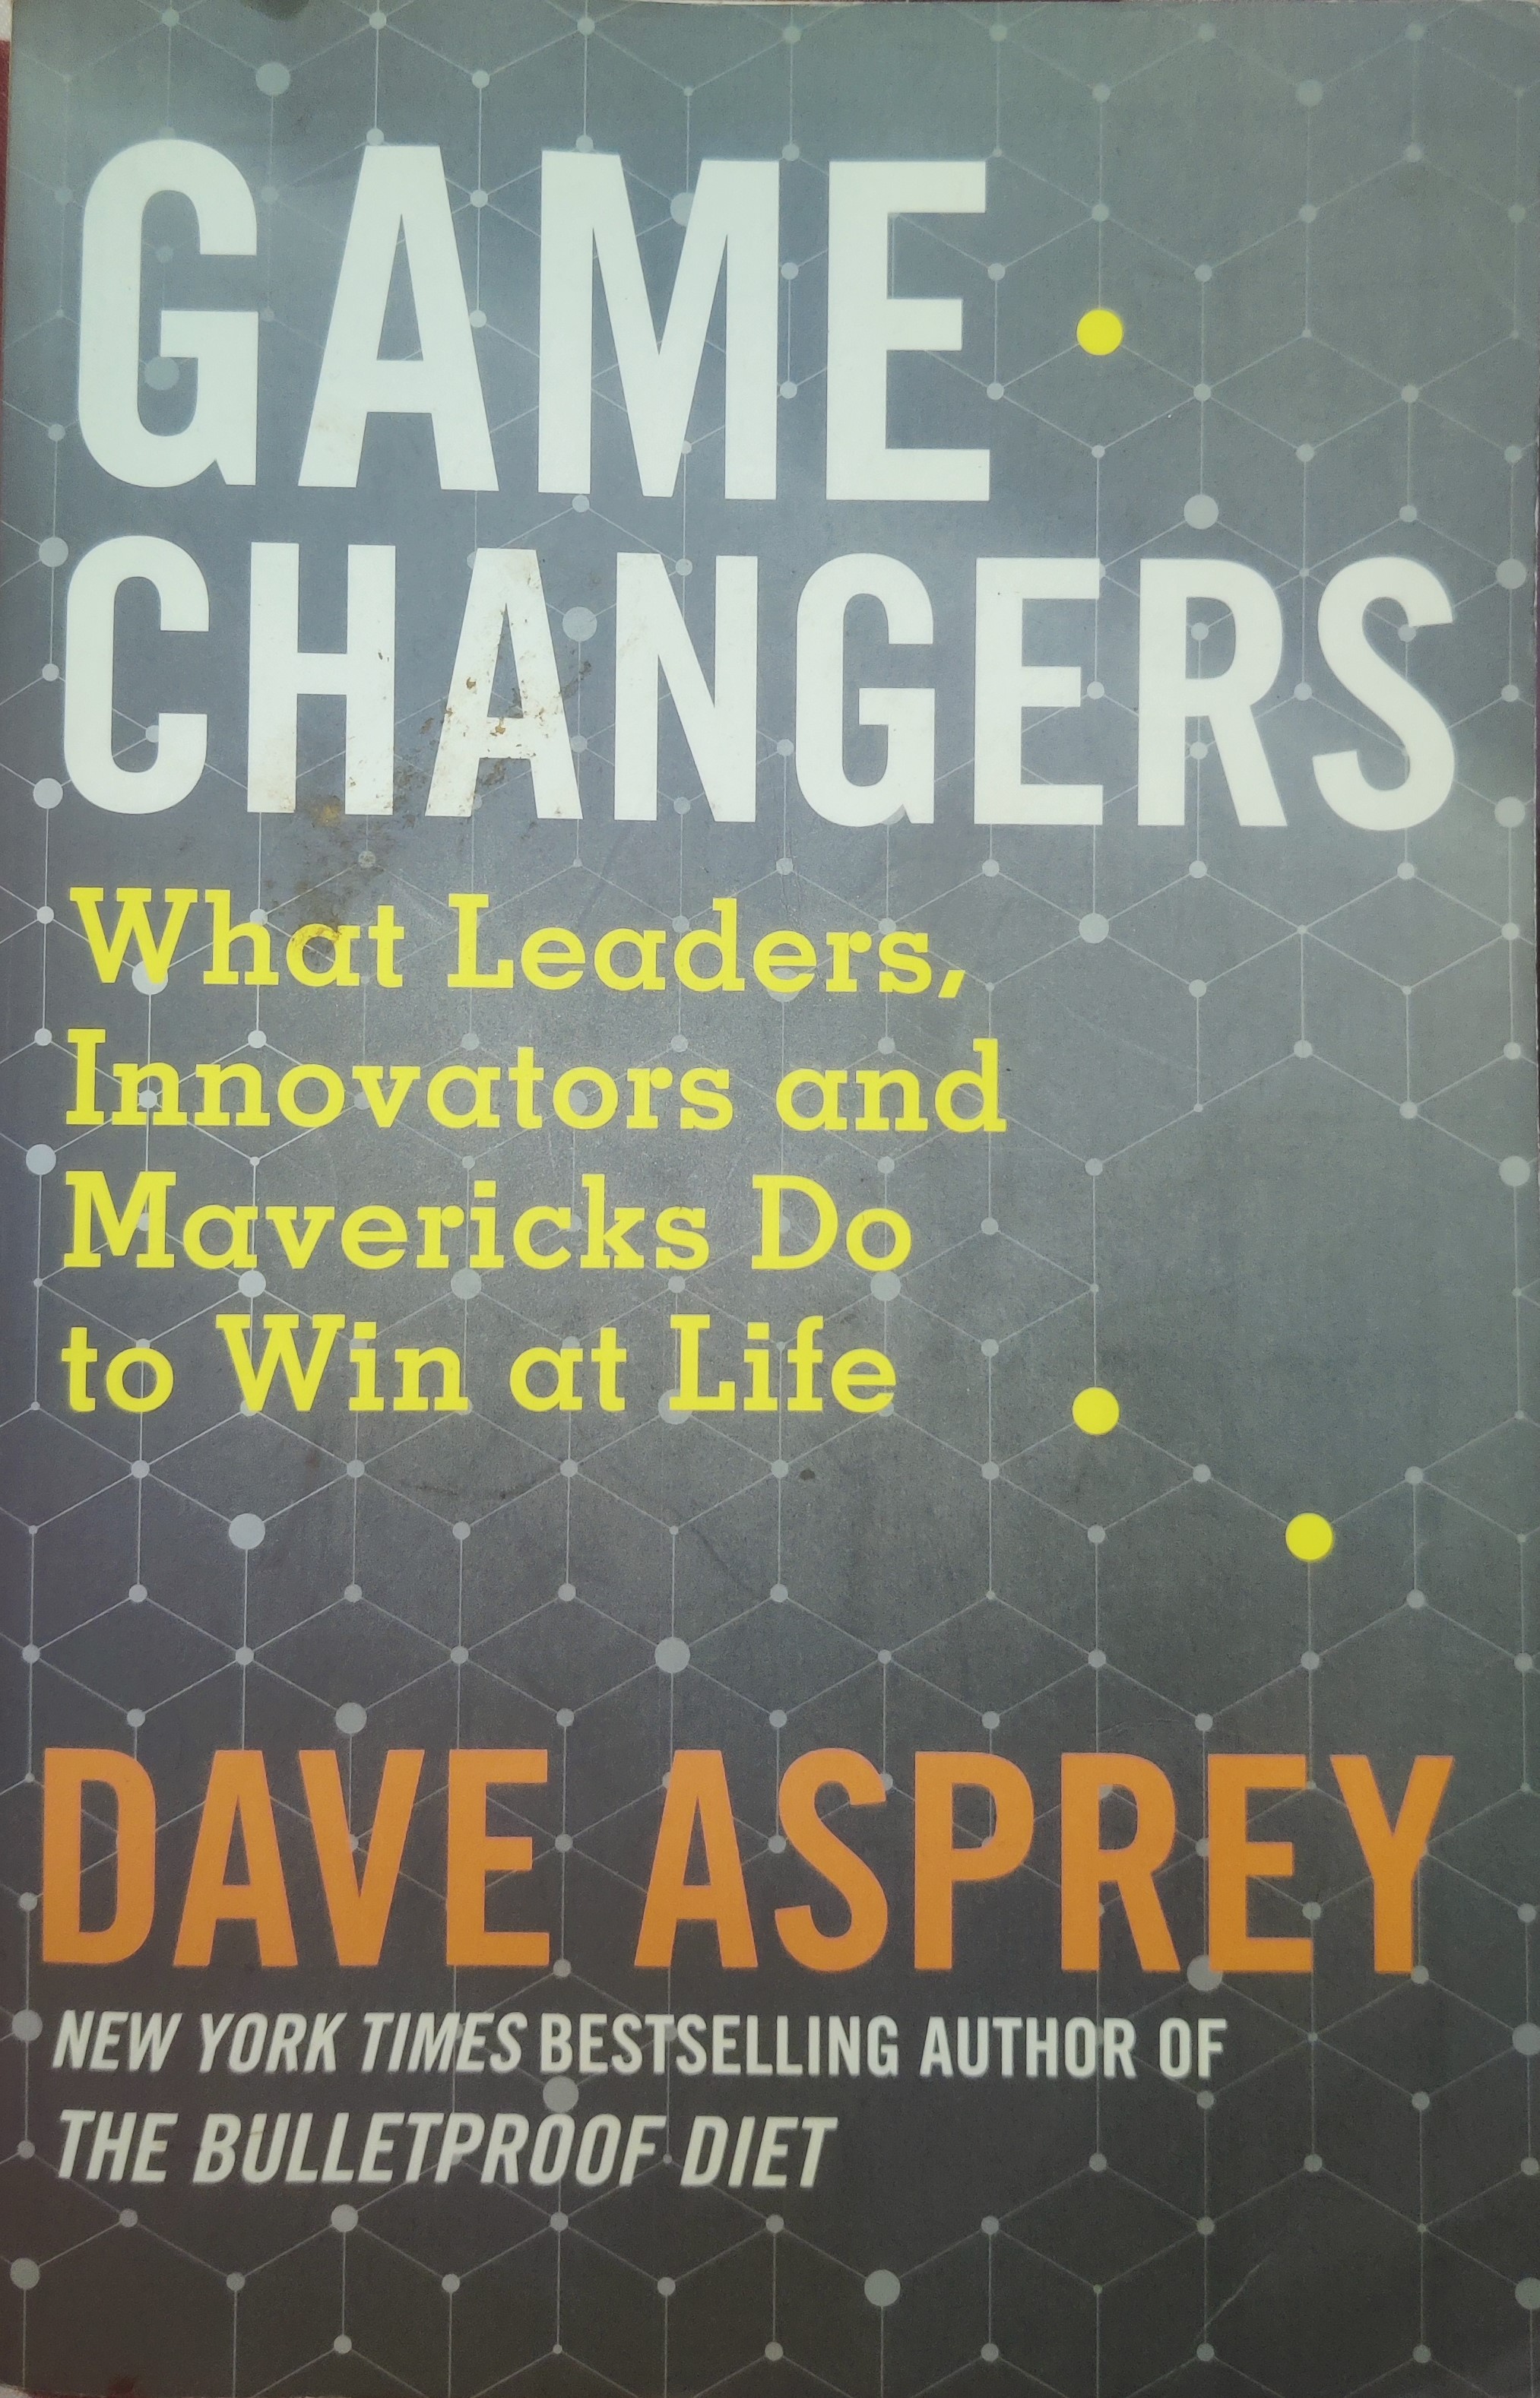 GAME
CHANGERS
What Leaders,
Innovators and
Mavericks Do
to Win at Life
DAVE ASPREY
NEW YORK TIMES BESTSELLING AUTHOR OF
THE BULLETPROOF DIET